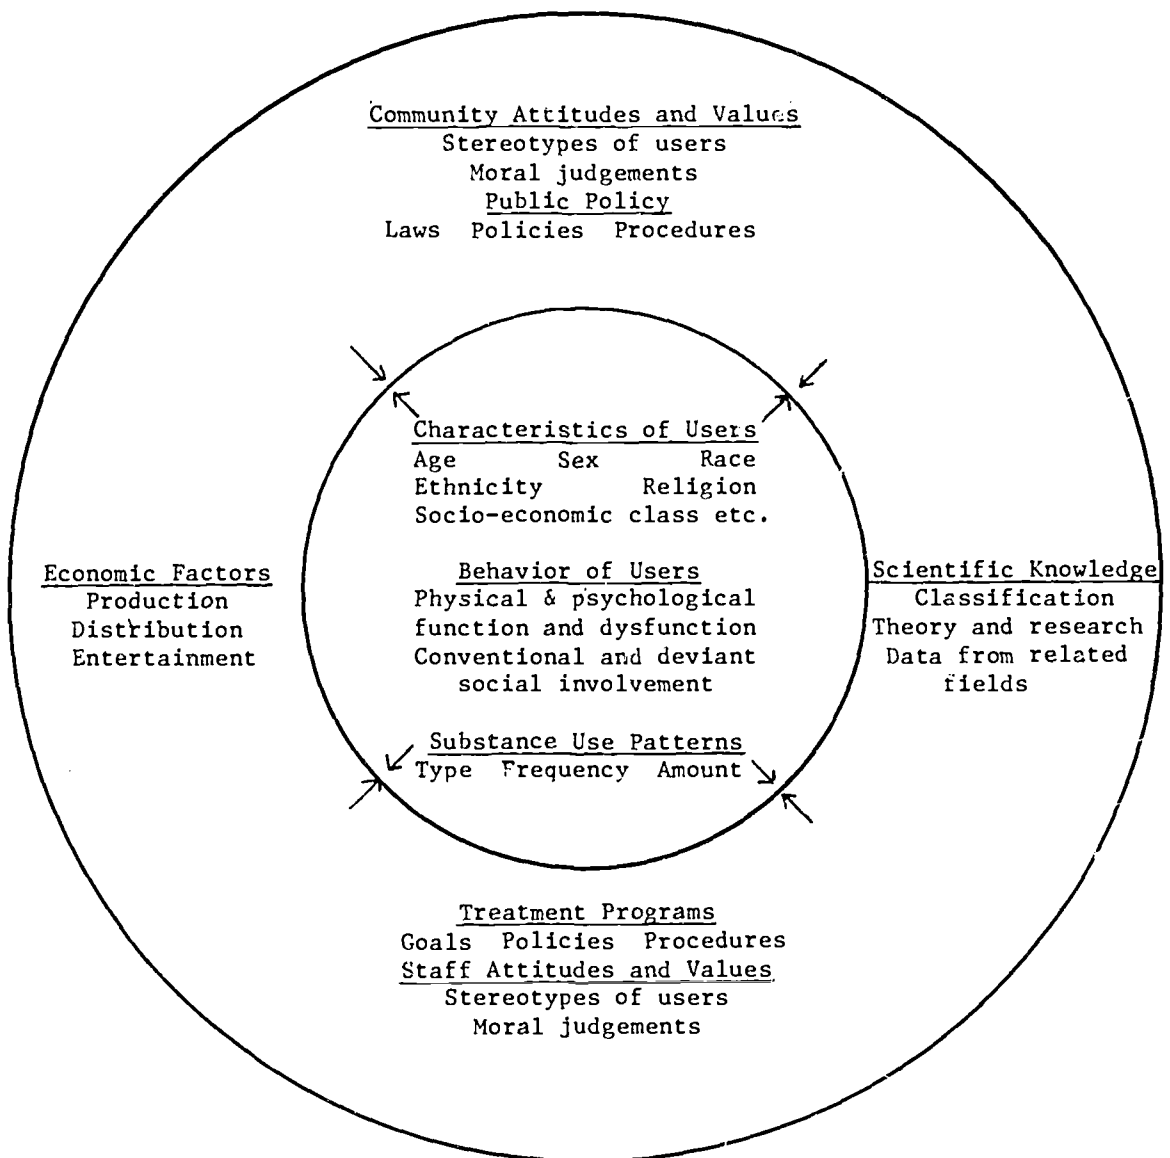 Community Attitudes and Values
Stereotypes of users
Moral judgements
Public Policy
Laws Policies Procedures
Characteristics of Users
Age Sex Race
Ethnicity Religion
Socio-economic class etc.
Economic Factors
Production
Distribution
Entertainment
Behavior of Users
Physical & psychological
function and dysfunction
Conventional and deviant
social involvement
Scientific Knowledge
Classification
Theory and research
Data from related
fields
Substance Use Patterns
Type Frequency Amount
Treatment Programs
Goals Policies Procedures
Staff Attitudes and Values
Stereotypes of users
Moral judgements